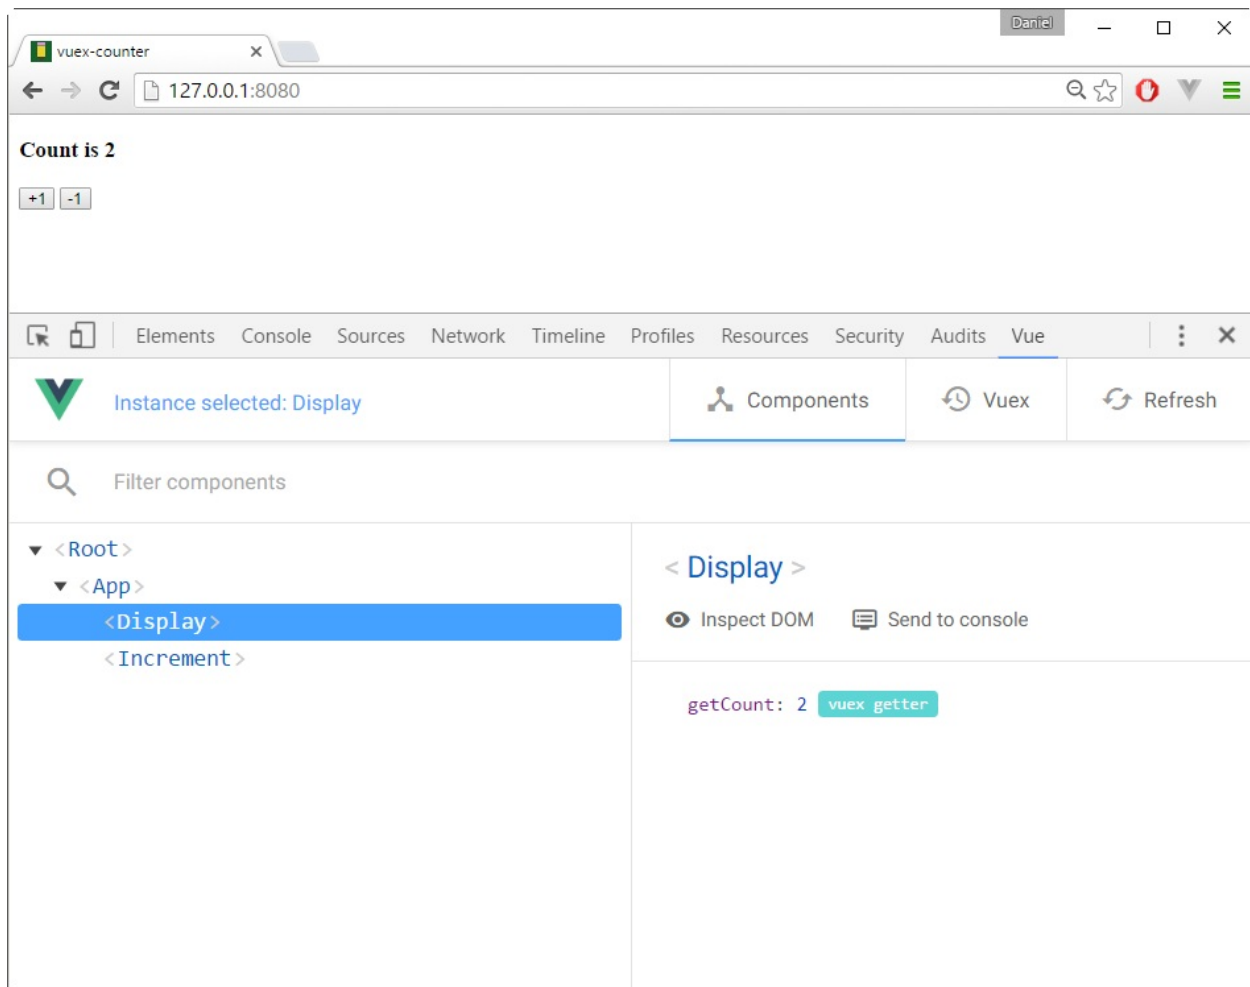 Daniel
vuex-counter
127.0.0.1:8080
Count is 2
+1 -1
Elements Console Sources Network Timeline Profiles Resources Security Audits Vue
Instance selected: Display Components Vuex Refresh
Filter components
<Root>
<App>
<Display>
<Increment>
< Display >
Inspect DOM Send to console
getCount: 2 vuex getter